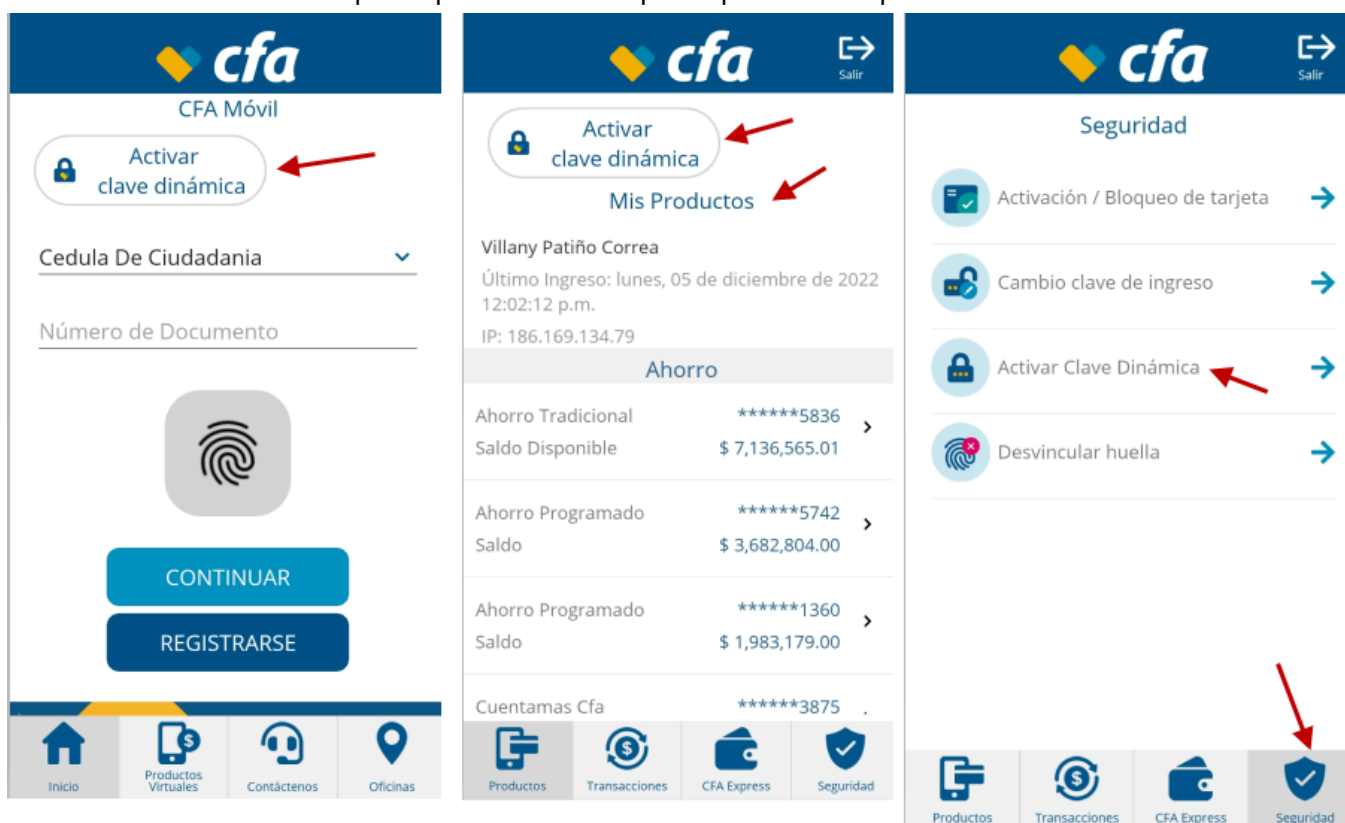 cfa
CFA Móvil
Activar
clave dinámica
Cedula De Ciudadania
Número de Documento
CONTINUAR
REGISTRARSE
Inicio
Productos
Virtuales
Contáctenos
Oficinas
cfa
Salir
Activar
clave dinámica
Mis Productos
Villany Patiño Correa
Último Ingreso: lunes, 05 de diciembre de 2022
12:02:12 p.m.
IP: 186.169.134.79
Ahorro
Ahorro Tradicional ******5836
Saldo Disponible $ 7,136,565.01
Ahorro Programado ******5742
Saldo $ 3,682,804.00
Ahorro Programado ******1360
Saldo $ 1,983,179.00
Cuentamas Cfa ******3875
Productos
Transacciones
CFA Express
Seguridad
cfa
Salir
Seguridad
Activación / Bloqueo de tarjeta
Cambio clave de ingreso
Activar Clave Dinámica
Desvincular huella
Productos
Transacciones
CFA Express
Seguridad